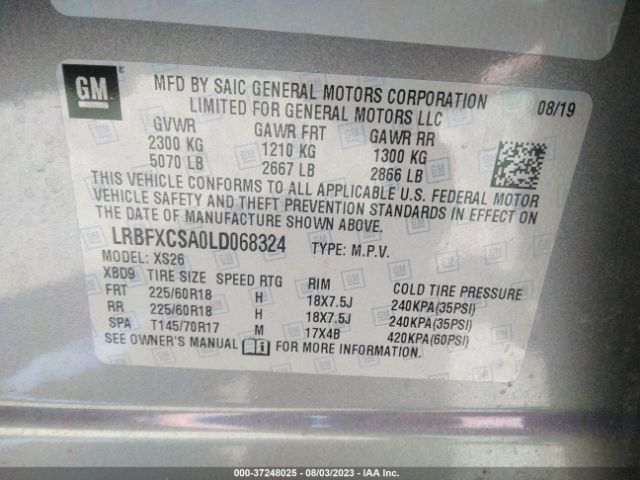 GM
MFD BY SAIC GENERAL MOTORS CORPORATION
LIMITED FOR GENERAL MOTORS LLC
08/19
GVWR GAWR FRT GAWR RR
2300 KG 1210 KG 1300 KG
5070 LB 2667 LB 2866 LB
THIS VEHICLE CONFORMS TO ALL APPLICABLE U.S. FEDERAL MOTOR
VEHICLE SAFETY AND THEFT PREVENTION STANDARDS IN EFFECT ON
THE DATE OF MANUFACTURE SHOWN ABOVE.
LRBFXCSA0LD068324 TYPE: M.P.V.
MODEL: XS26
XBD9 TIRE SIZE SPEED RTG RIM COLD TIRE PRESSURE
FRT 225/60R18 H 18X7.5J 240KPA(35PSI)
RR 225/60R18 H 18X7.5J 240KPA(35PSI)
SPA T145/70R17 M 17X4B 420KPA(60PSI)
SEE OWNER'S MANUAL FOR MORE INFORMATION.
000-37248025 - 08/03/2023 - IAA Inc.